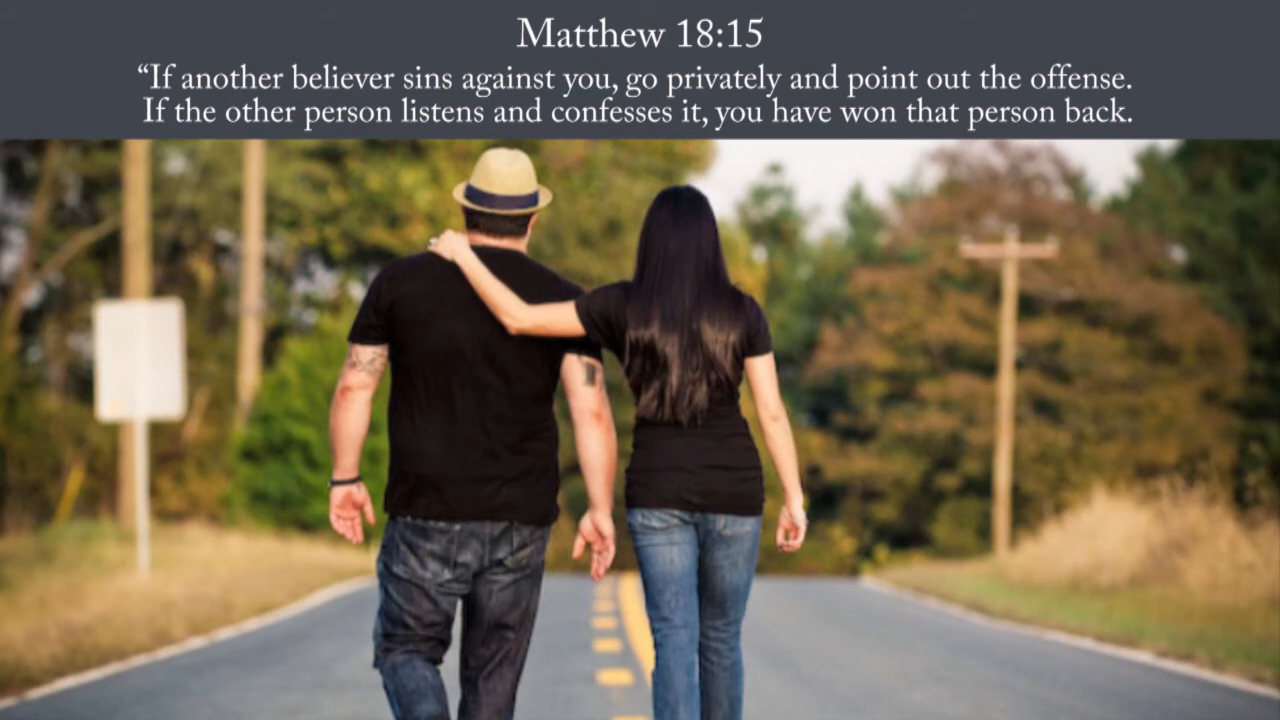 Matthew 18:15
“If another believer sins against you, go privately and point out the offense.
If the other person listens and confesses it, you have won that person back.